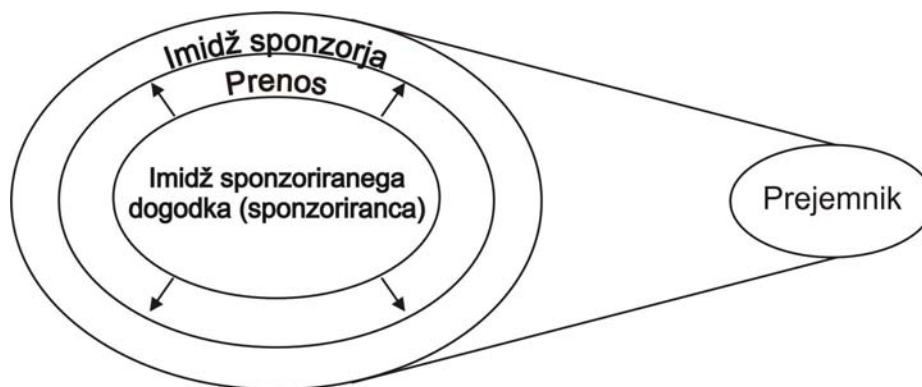 Imidž sponzorja
Prenos
Imidž sponzoriranega
dogodka (sponzoriranca)
Prejemnik